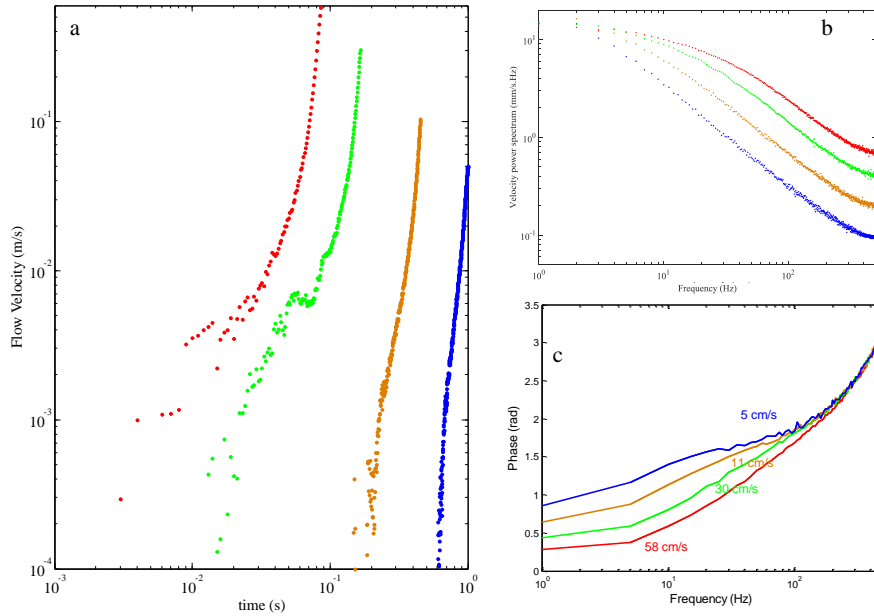 a
Flow Velocity (m/s)
10^-1
10^-2
10^-3
10^-4
10^-3
10^-2
10^-1
10^0
time (s)
b
Velocity power spectrum (mm/s.Hz)
10^1
10^0
10^-1
10^0
10^1
10^2
Frequency (Hz)
c
Phase (rad)
3.5
3
2.5
2
1.5
1
0.5
0
5 cm/s
11 cm/s
30 cm/s
58 cm/s
10^0
10^1
10^2
Frequency (Hz)